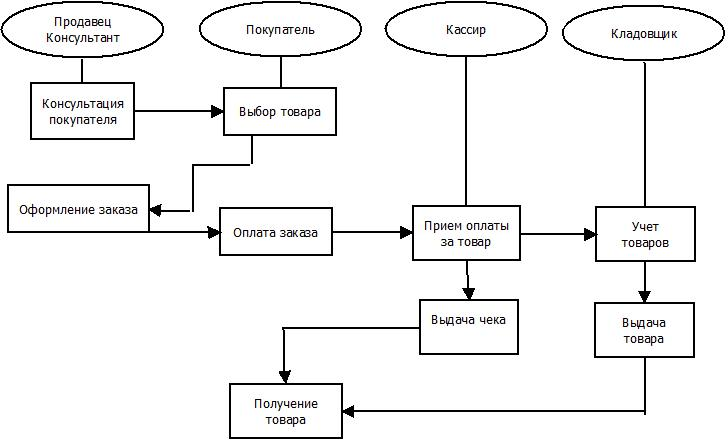 Продавец
Консультант
Покупатель
Кассир
Кладовщик
Консультация
покупателя
Выбор товара
Оформление заказа
Оплата заказа
Прием оплаты
за товар
Учет
товаров
Выдача чека
Выдача
товара
Получение
товара